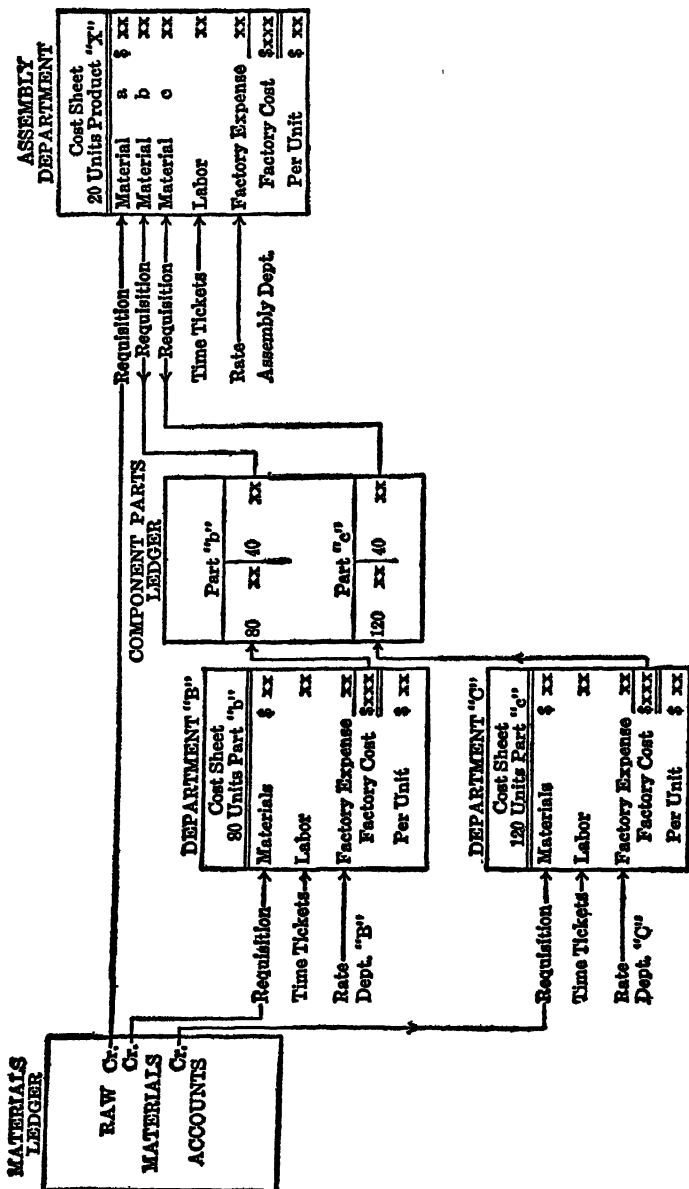 MATERIALS
LEDGER
RAW Cr.
Cr.
MATERIALS
Cr.
ACCOUNTS
Requisition
Time Tickets
Rate
Dept. "B"
DEPARTMENT "B"
Cost Sheet
80 Units Part "b"
Materials $ xx
Labor xx
Factory Expense xx
Factory Cost $xxx
Per Unit $ xx
Requisition
Time Tickets
Rate
Dept. "C"
DEPARTMENT "C"
Cost Sheet
120 Units Part "c"
Materials $ xx
Labor xx
Factory Expense xx
Factory Cost $xxx
Per Unit $ xx
COMPONENT PARTS
LEDGER
Part "b"
80 xx 40 xx
Part "c"
120 xx 40 xx
Requisition
Requisition
Requisition
Time Tickets
Rate
Assembly Dept.
ASSEMBLY
DEPARTMENT
Cost Sheet
20 Units Product "X"
Material a $ xx
Material b xx
Material c xx
Labor xx
Factory Expense xx
Factory Cost $xxx
Per Unit $ xx